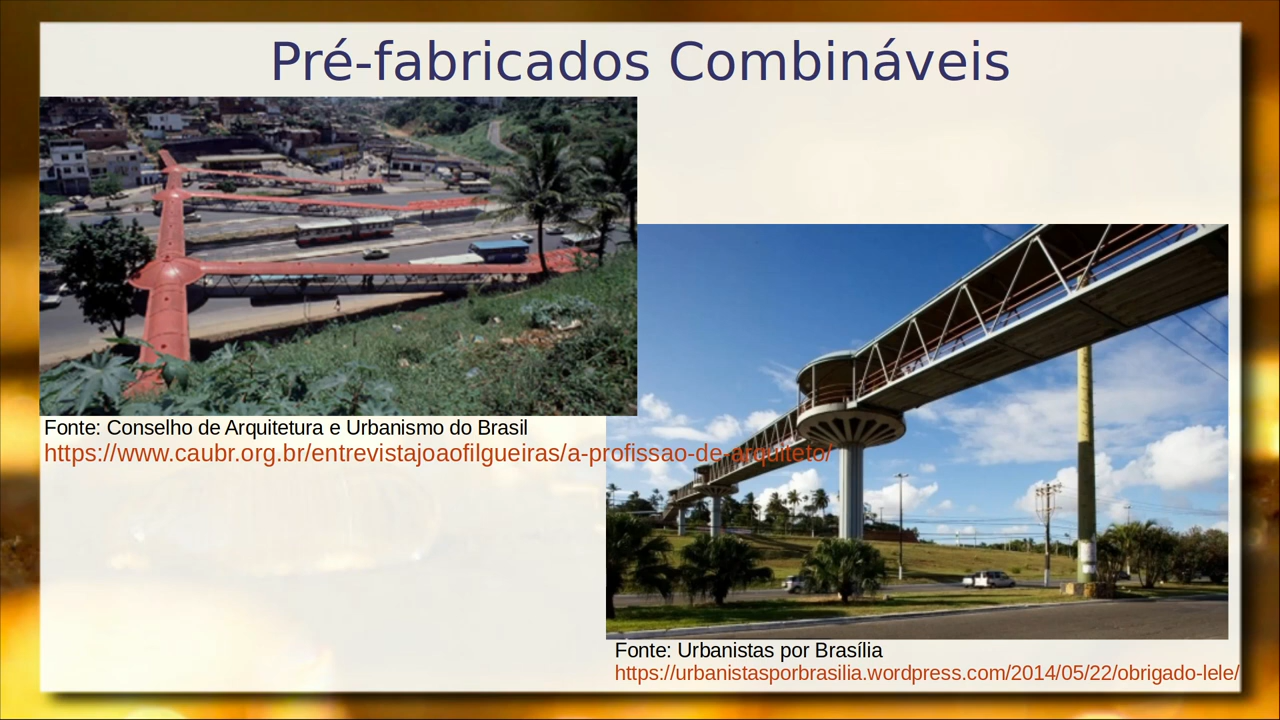 Pré-fabricados Combináveis
Fonte: Conselho de Arquitetura e Urbanismo do Brasil
https://www.caubr.org.br/entrevistajoaofilgueiras/a-profissao-de-arquiteto/
Fonte: Urbanistas por Brasília
https://urbanistasporbrasilia.wordpress.com/2014/05/22/obrigado-lele/